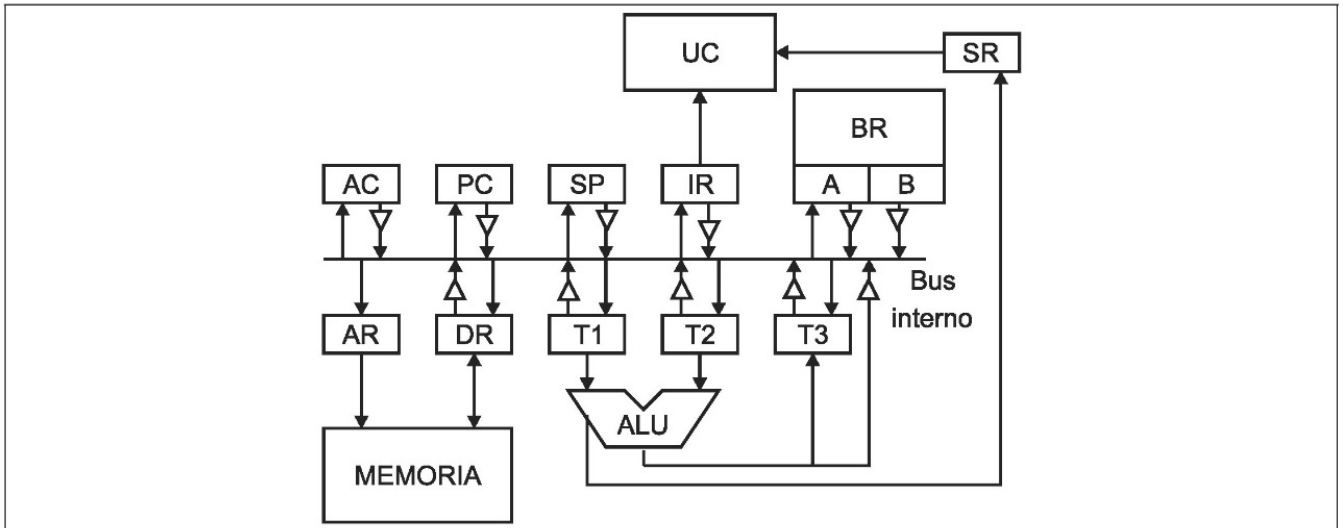 UC
SR
BR
AC
PC
SP
IR
A
B
Bus
interno
AR
DR
T1
T2
T3
ALU
MEMORIA